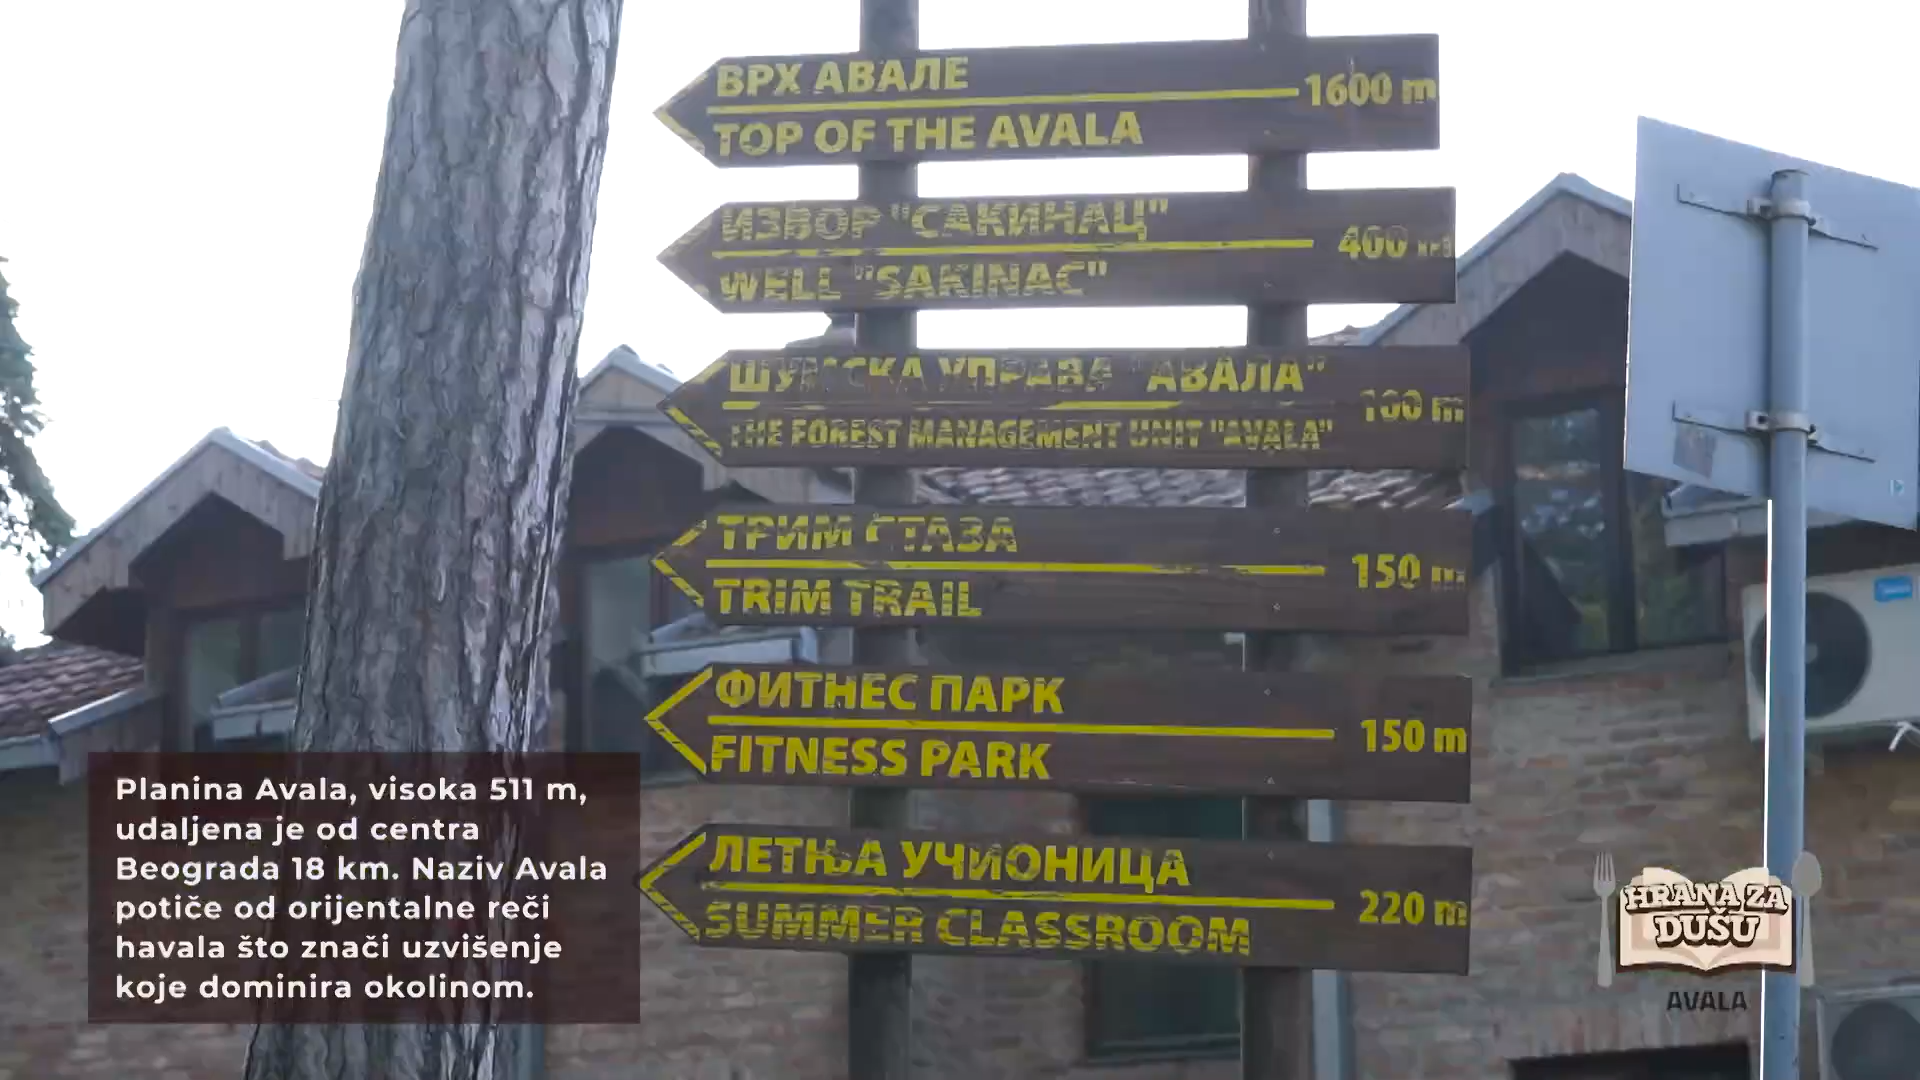 ВРХ АВАЛЕ
1600 m
TOP OF THE AVALA
ИЗВОР "САКИНАЦ"
400 m
WELL "SAKINAC"
ШУМСКА УПРАВА "АВАЛА"
100 m
THE FOREST MANAGEMENT UNIT "AVALA"
ТРИМ СТАЗА
150 m
TRIM TRAIL
ФИТНЕС ПАРК
150 m
FITNESS PARK
ЛЕТЊА УЧИОНИЦА
220 m
SUMMER CLASSROOM
Planina Avala, visoka 511 m,
udaljena je od centra
Beograda 18 km. Naziv Avala
potiče od orijentalne reči
havala što znači uzvišenje
koje dominira okolinom.
HRANA ZA
DUŠU
AVALA